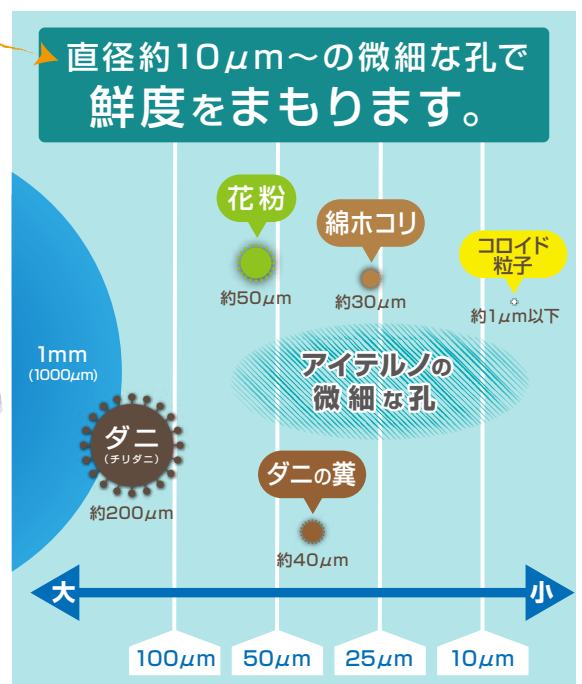 直径約10μm～の微細な孔で
鮮度をまもります。
花粉
約50μm
綿ホコリ
約30μm
コロイド
粒子
約1μm以下
1mm
(1000μm)
アイテルノの
微細な孔
ダニ
(チリダニ)
約200μm
ダニの糞
約40μm
大
小
100μm
50μm
25μm
10μm